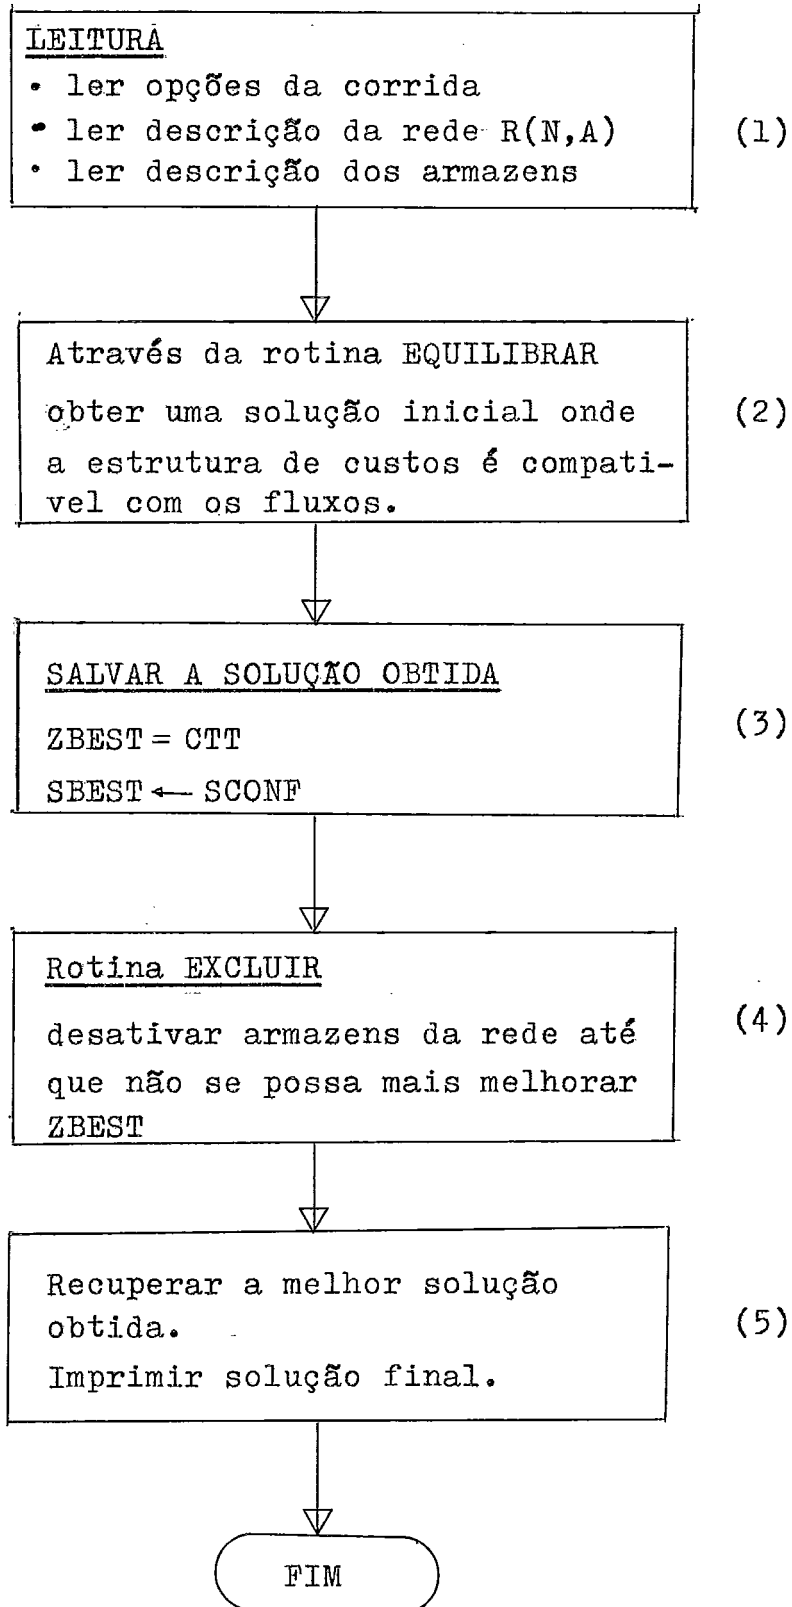 LEITURA
• ler opções da corrida
• ler descrição da rede R(N,A)
• ler descrição dos armazens
(1)
Através da rotina EQUILIBRAR
obter uma solução inicial onde
a estrutura de custos é compati-
vel com os fluxos.
(2)
SALVAR A SOLUÇÃO OBTIDA
ZBEST = CTT
SBEST ← SCONF
(3)
Rotina EXCLUIR
desativar armazens da rede até
que não se possa mais melhorar
ZBEST
(4)
Recuperar a melhor solução
obtida.
Imprimir solução final.
(5)
FIM